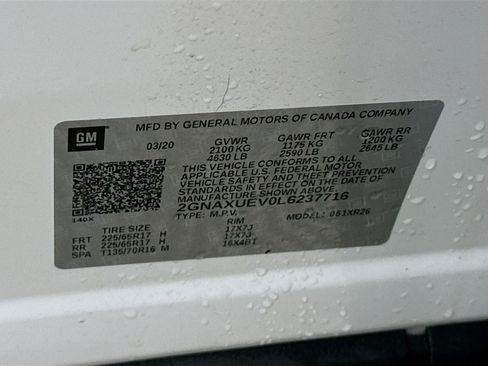 GM
MFD BY GENERAL MOTORS OF CANADA COMPANY
03/20 GVWR GAWR FRT GAWR RR
2100 KG 1175 KG 1200 KG
4630 LB 2590 LB 2645 LB
THIS VEHICLE CONFORMS TO ALL
APPLICABLE U.S. FEDERAL MOTOR
VEHICLE SAFETY AND THEFT PREVENTION
STANDARDS IN EFFECT ON THE DATE OF
MANUFACTURE SHOWN ABOVE.
2GNAXUEV0L6237716
140X
TYPE: M.P.V. MODEL: 051XR26
TIRE SIZE RIM
FRT 225/65R17 H 17X7J
RR 225/65R17 H 17X7J
SPA T135/70R16 M 16X4BT